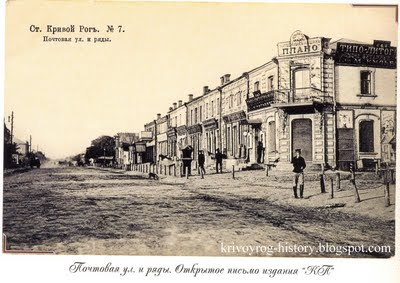 Ст. Кривой Рогъ. № 7.
Почтовая ул. и ряды.
ПЛАНО
ТИПО-ЛИТОГР
krivoyrog-history.blogspot.com
Почтовая ул. и ряды. Открытое письмо издания "КП"